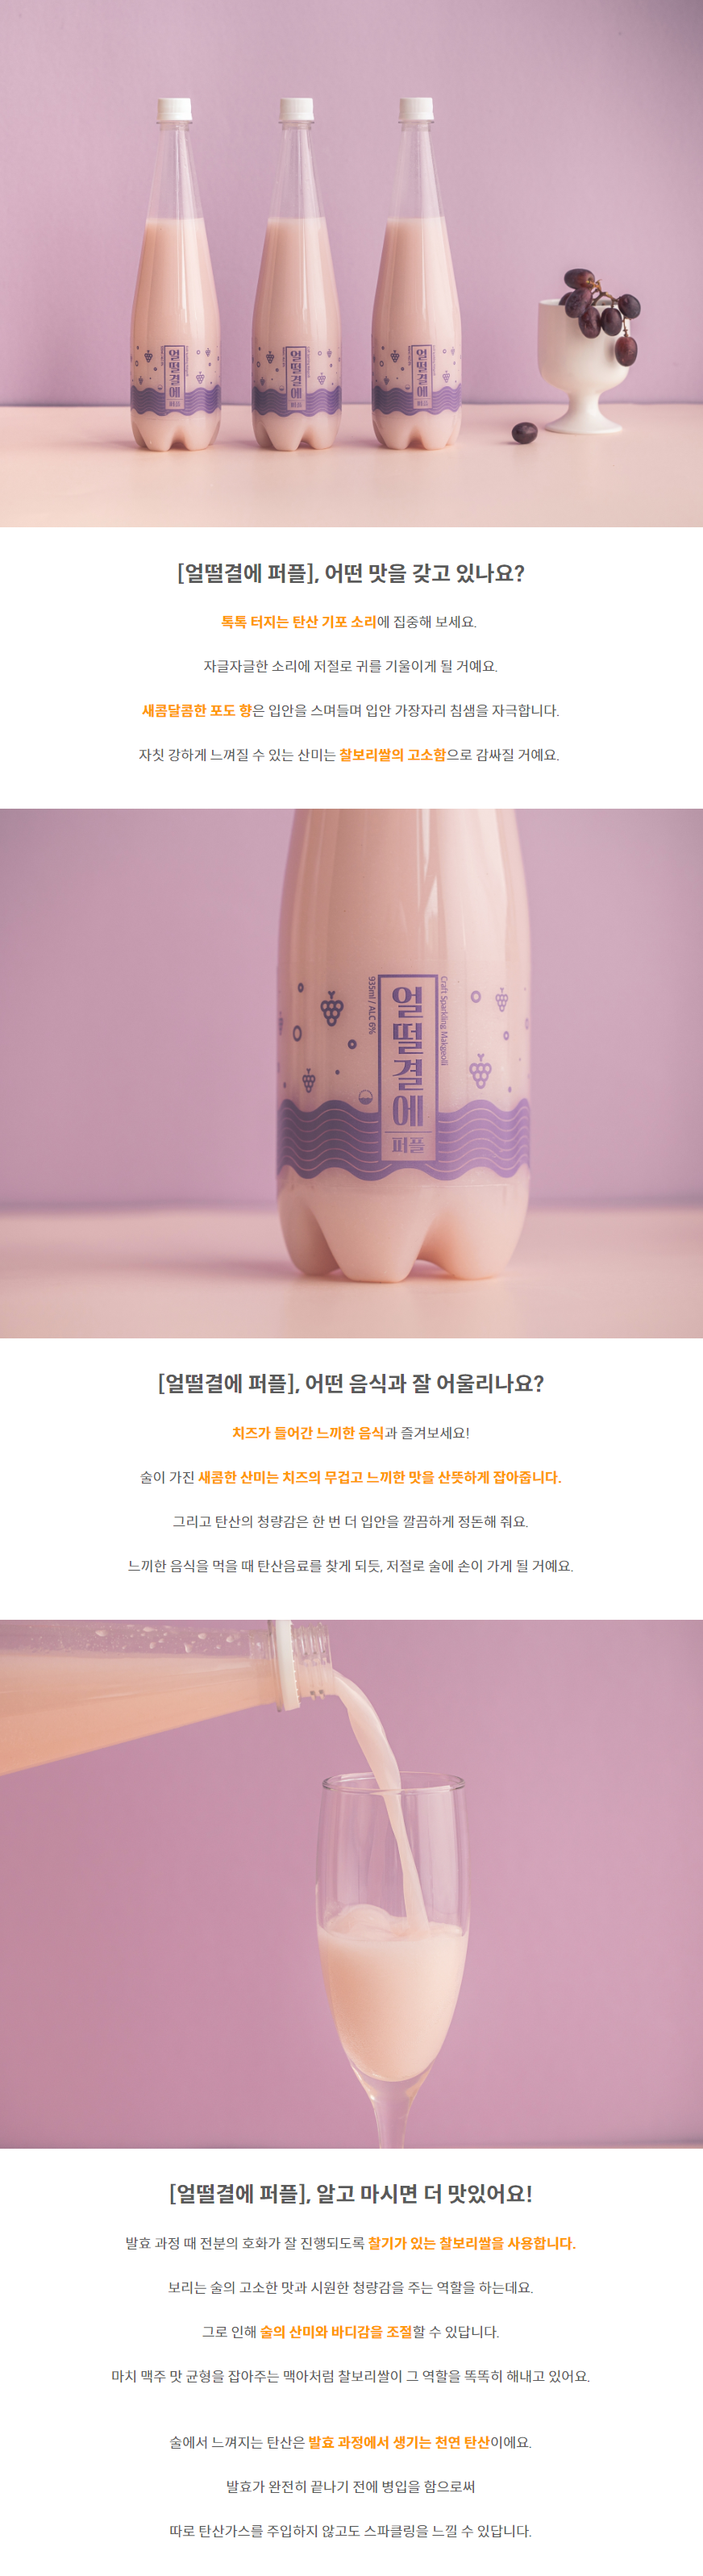 얼떨결에
퍼플
얼떨결에
퍼플
얼떨결에
퍼플
[얼떨결에 퍼플], 어떤 맛을 갖고 있나요?
톡톡 터지는 탄산 기포 소리에 집중해 보세요.
자글자글한 소리에 저절로 귀를 기울이게 될 거예요.
새콤달콤한 포도 향은 입안을 스며들며 입안 가장자리 침샘을 자극합니다.
자칫 강하게 느껴질 수 있는 산미는 찰보리쌀의 고소함으로 감싸질 거예요.
935ml / ALC 6%
얼떨결에
퍼플
Craft Sparkling Makgeolli
[얼떨결에 퍼플], 어떤 음식과 잘 어울리나요?
치즈가 들어간 느끼한 음식과 즐겨보세요!
술이 가진 새콤한 산미는 치즈의 무겁고 느끼한 맛을 산뜻하게 잡아줍니다.
그리고 탄산의 청량감은 한 번 더 입안을 깔끔하게 정돈해 줘요.
느끼한 음식을 먹을 때 탄산음료를 찾게 되듯, 저절로 술에 손이 가게 될 거예요.
[얼떨결에 퍼플], 알고 마시면 더 맛있어요!
발효 과정 때 전분의 호화가 잘 진행되도록 찰기가 있는 찰보리쌀을 사용합니다.
보리는 술의 고소한 맛과 시원한 청량감을 주는 역할을 하는데요.
그로 인해 술의 산미와 바디감을 조절할 수 있답니다.
마치 맥주 맛 균형을 잡아주는 맥아처럼 찰보리쌀이 그 역할을 똑똑히 해내고 있어요.
술에서 느껴지는 탄산은 발효 과정에서 생기는 천연 탄산이에요.
발효가 완전히 끝나기 전에 병입을 함으로써
따로 탄산가스를 주입하지 않고도 스파클링을 느낄 수 있답니다.